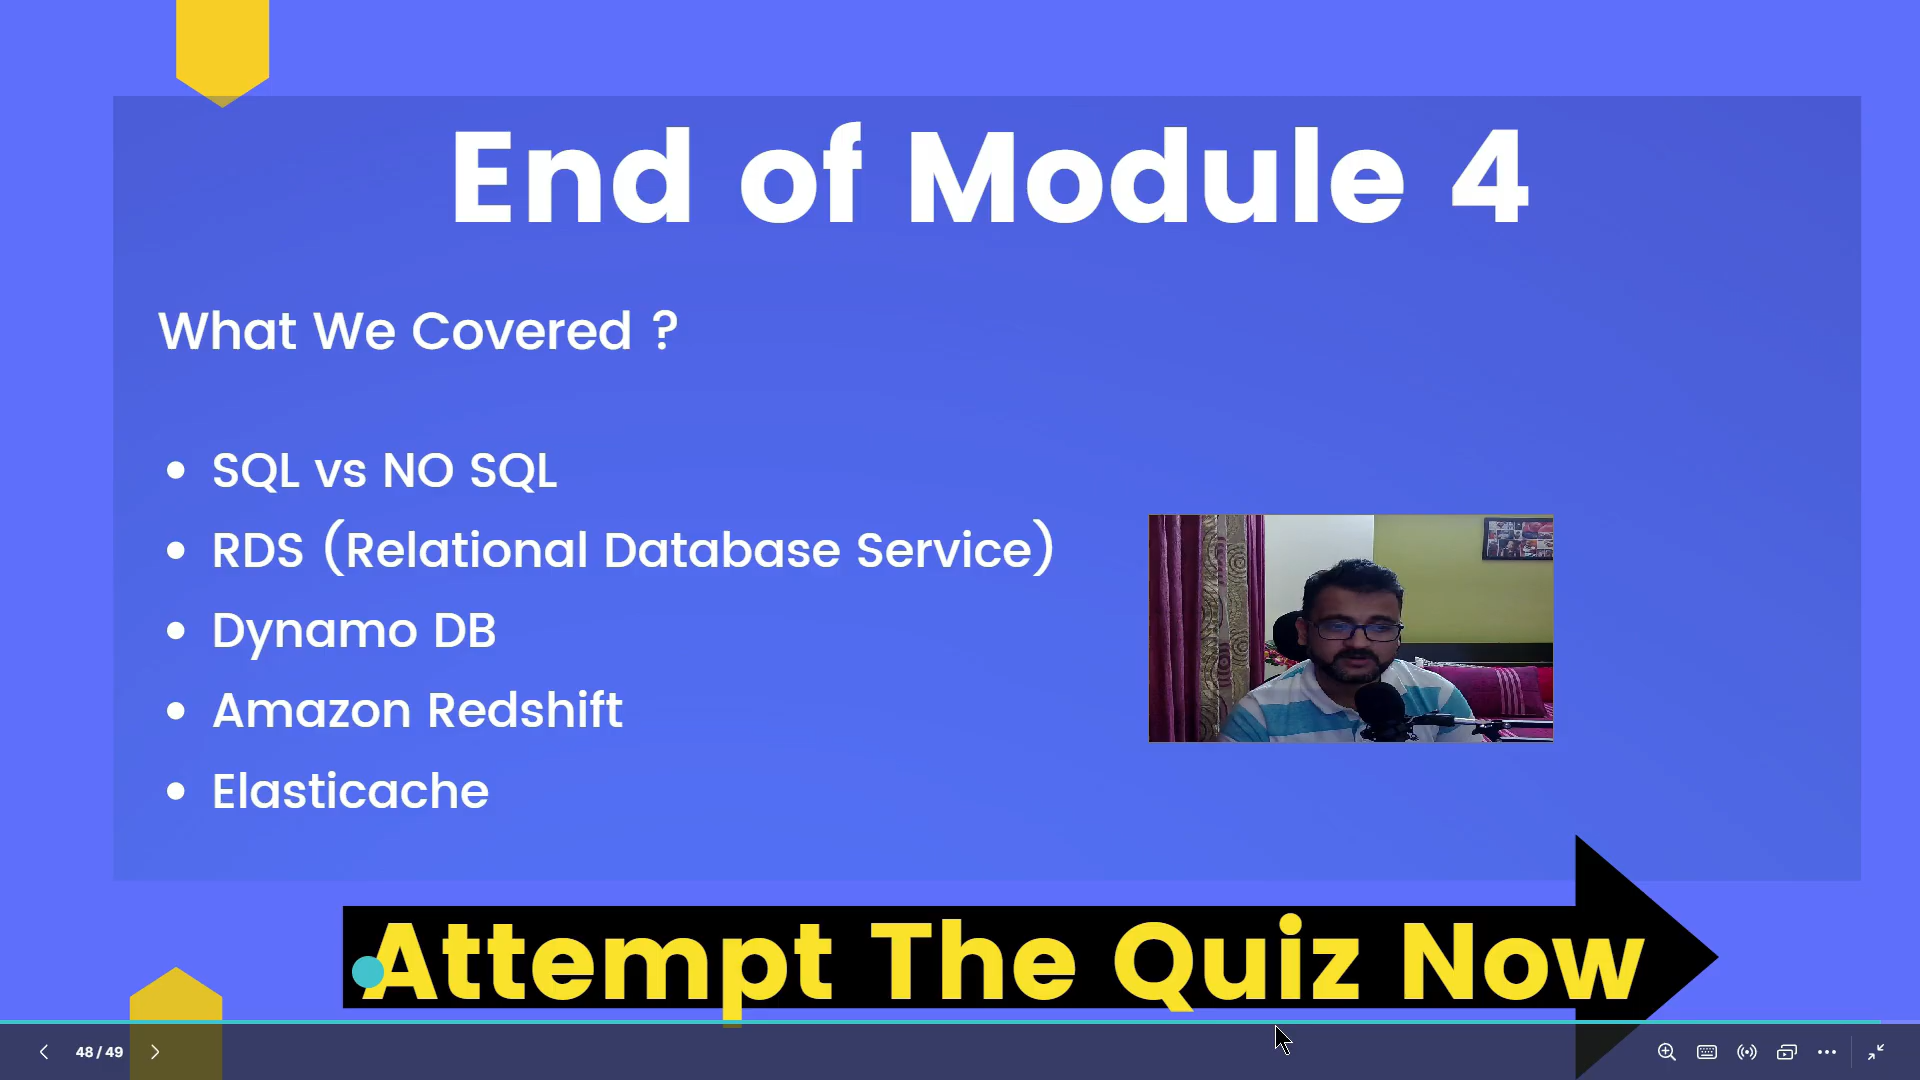 End of Module 4
What We Covered ?
SQL vs NO SQL
RDS (Relational Database Service)
Dynamo DB
Amazon Redshift
Elasticache
Attempt The Quiz Now
48 / 49